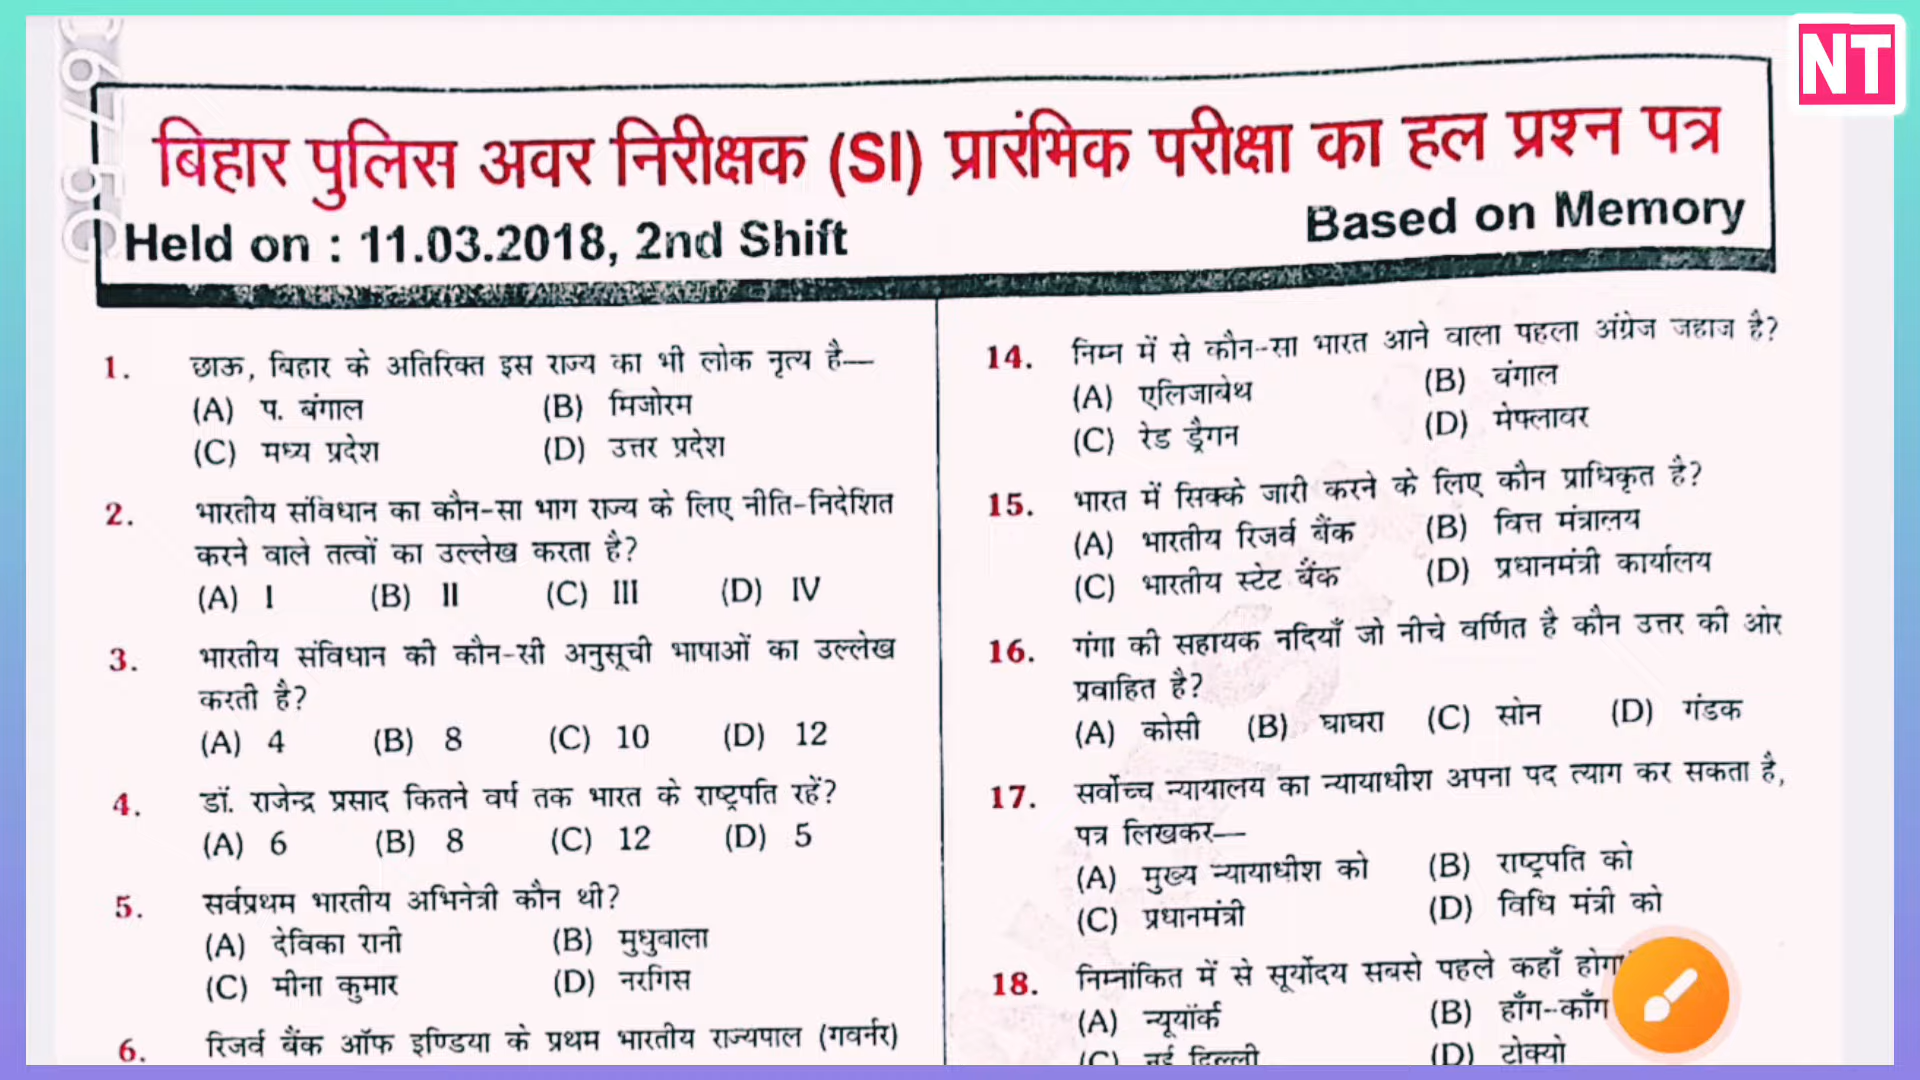 NT
C67 5C
बिहार पुलिस अवर निरीक्षक (SI) प्रारंभिक परीक्षा का हल प्रश्न पत्र
Held on : 11.03.2018, 2nd Shift
Based on Memory
1. छाऊ, बिहार के अतिरिक्त इस राज्य का भी लोक नृत्य है—
(A) प. बंगाल (B) मिजोरम
(C) मध्य प्रदेश (D) उत्तर प्रदेश
2. भारतीय संविधान का कौन-सा भाग राज्य के लिए नीति-निदेशित
करने वाले तत्वों का उल्लेख करता है?
(A) I (B) II (C) III (D) IV
3. भारतीय संविधान की कौन-सी अनुसूची भाषाओं का उल्लेख
करती है?
(A) 4 (B) 8 (C) 10 (D) 12
4. डॉ. राजेन्द्र प्रसाद कितने वर्ष तक भारत के राष्ट्रपति रहें?
(A) 6 (B) 8 (C) 12 (D) 5
5. सर्वप्रथम भारतीय अभिनेत्री कौन थी?
(A) देविका रानी (B) मुधुबाला
(C) मीना कुमार (D) नरगिस
6. रिजर्व बैंक ऑफ इण्डिया के प्रथम भारतीय राज्यपाल (गवर्नर)
14. निम्न में से कौन-सा भारत आने वाला पहला अंग्रेज जहाज है?
(A) एलिजाबेथ (B) बंगाल
(C) रेड ड्रैगन (D) मेफ्लावर
15. भारत में सिक्के जारी करने के लिए कौन प्राधिकृत है?
(A) भारतीय रिजर्व बैंक (B) वित्त मंत्रालय
(C) भारतीय स्टेट बैंक (D) प्रधानमंत्री कार्यालय
16. गंगा की सहायक नदियाँ जो नीचे वर्णित है कौन उत्तर की ओर
प्रवाहित है?
(A) कोसी (B) घाघरा (C) सोन (D) गंडक
17. सर्वोच्च न्यायालय का न्यायाधीश अपना पद त्याग कर सकता है,
पत्र लिखकर—
(A) मुख्य न्यायाधीश को (B) राष्ट्रपति को
(C) प्रधानमंत्री (D) विधि मंत्री को
18. निम्नांकित में से सूर्योदय सबसे पहले कहाँ होगा
(A) न्यूयॉर्क (B) हाँग-काँग
(C) नई दिल्ली (D) टोक्यो